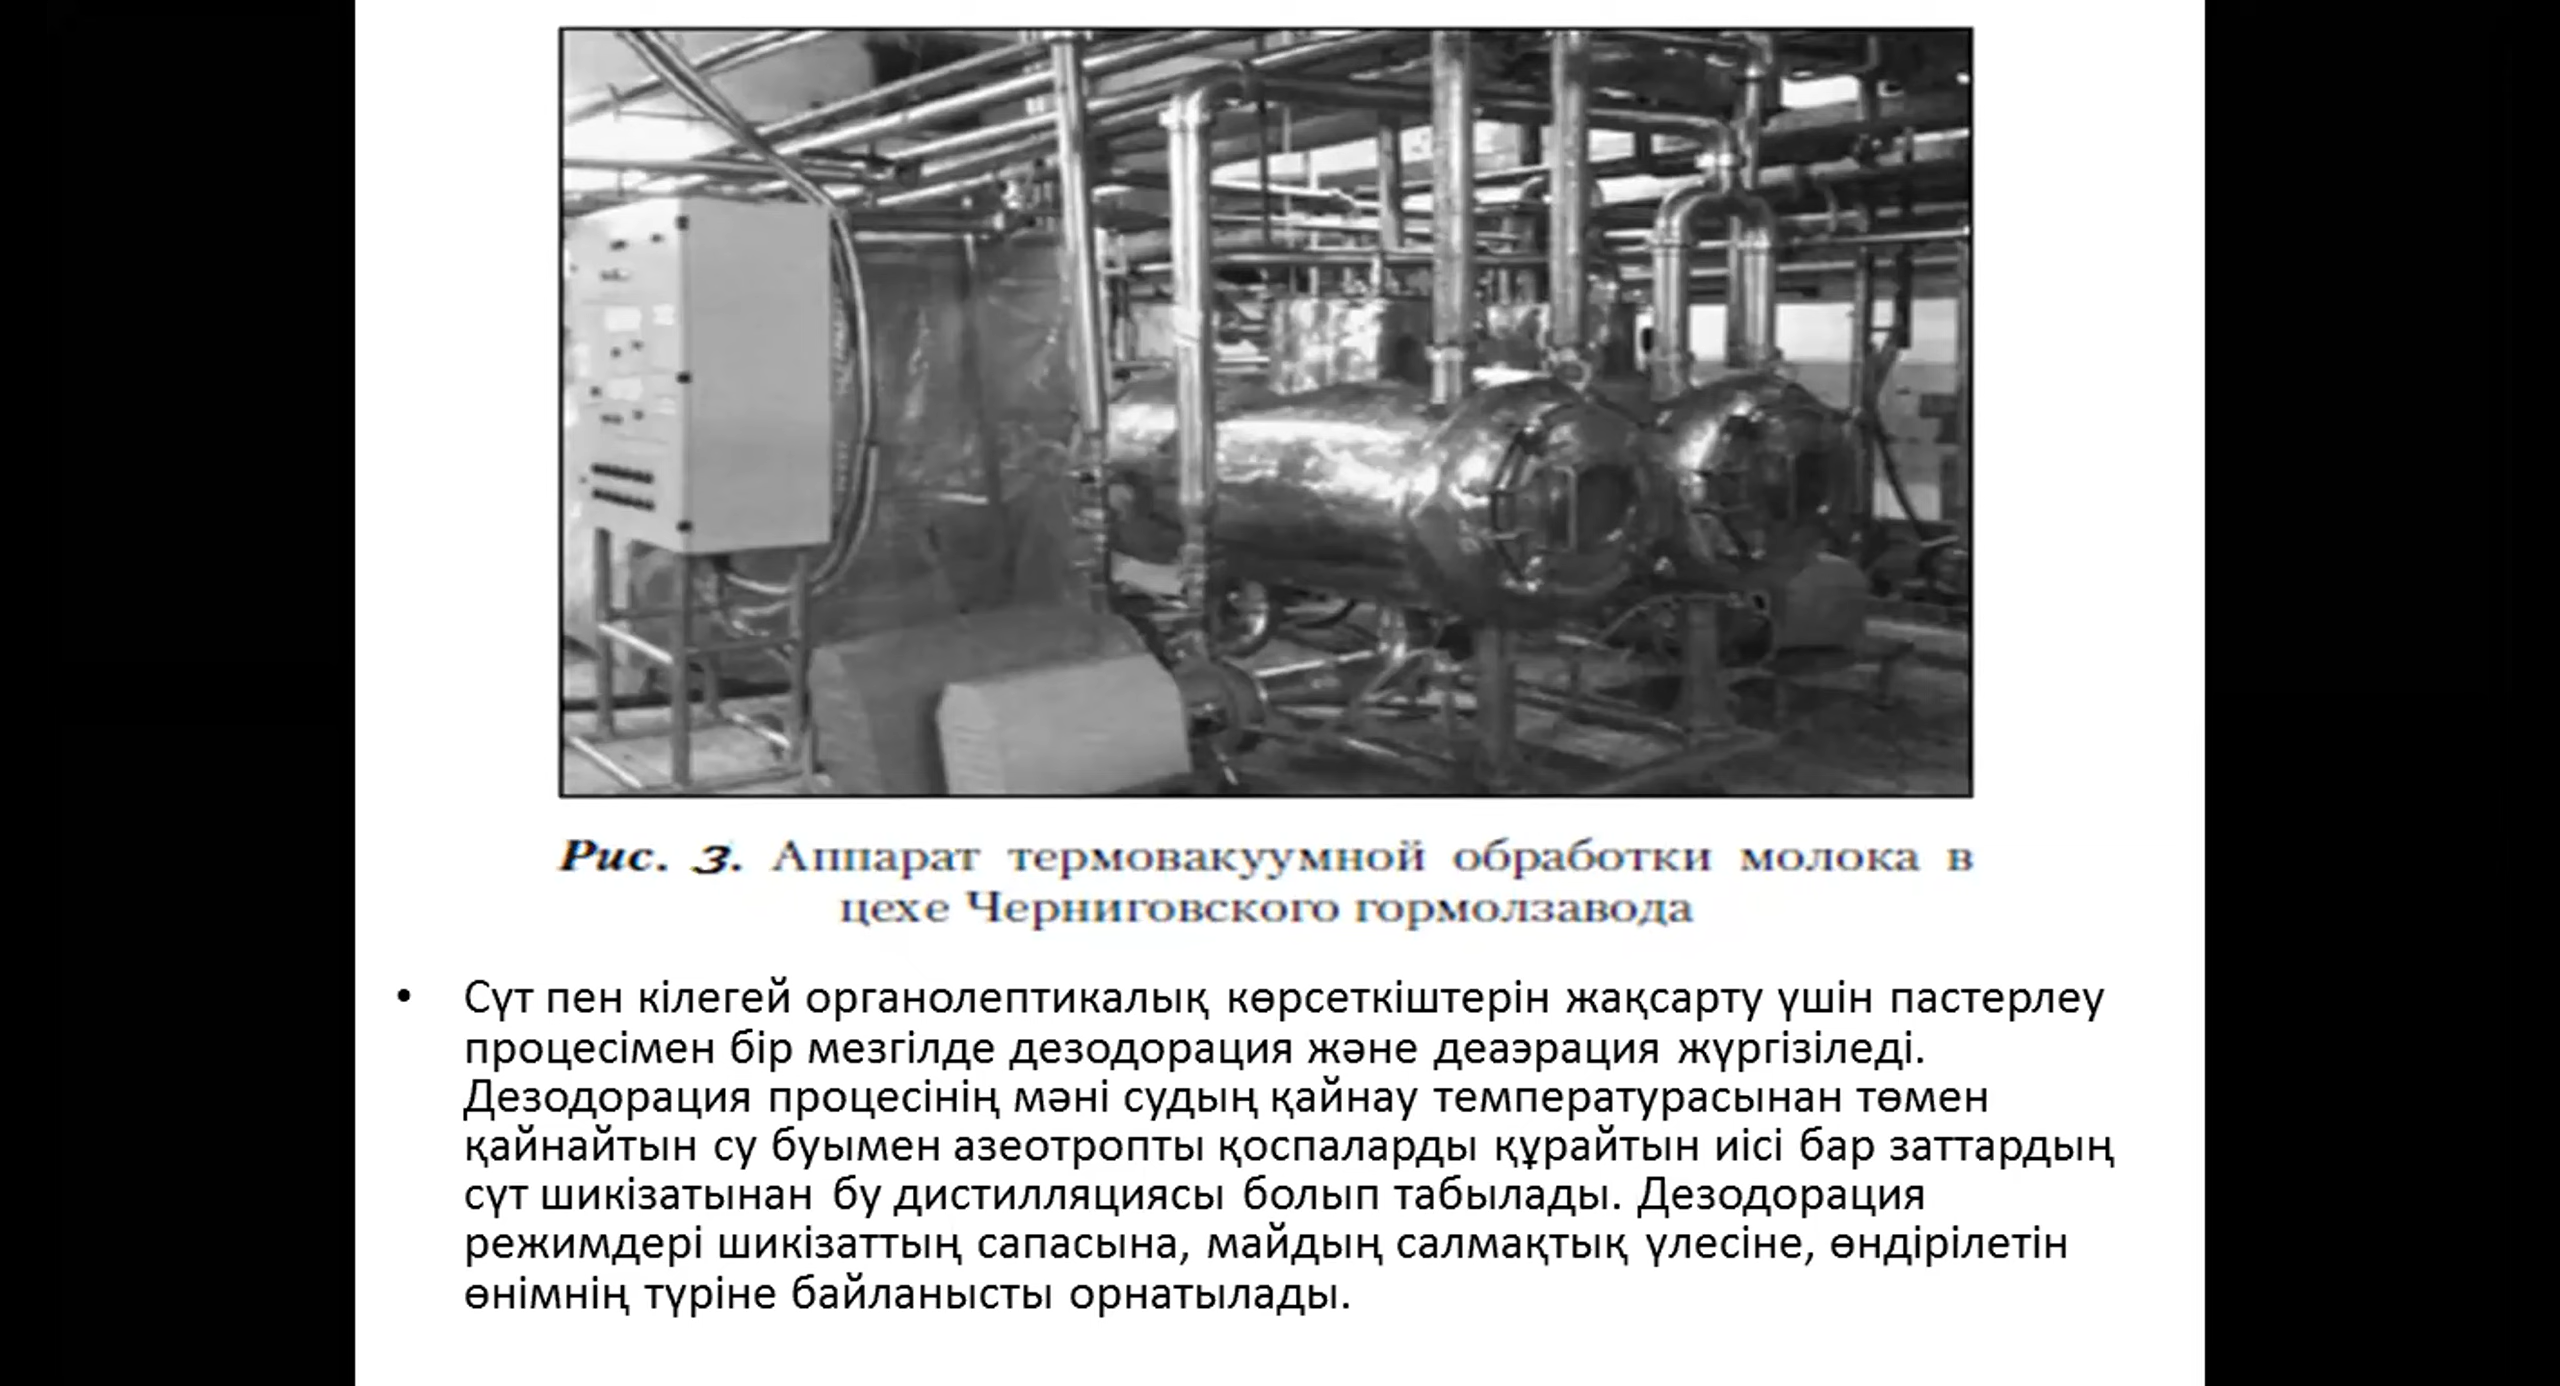 Рис. 3. Аппарат термовакуумной обработки молока в
цехе Черниговского гормолзавода
• Сүт пен кілегей органолептикалық көрсеткіштерін жақсарту үшін пастерлеу
процесімен бір мезгілде дезодорация және деаэрация жүргізіледі.
Дезодорация процесінің мәні судың қайнау температурасынан төмен
қайнайтын су буымен азеотропты қоспаларды құрайтын иісі бар заттардың
сүт шикізатынан бу дистилляциясы болып табылады. Дезодорация
режимдері шикізаттың сапасына, майдың салмақтық үлесіне, өндірілетін
өнімнің түріне байланысты орнатылады.